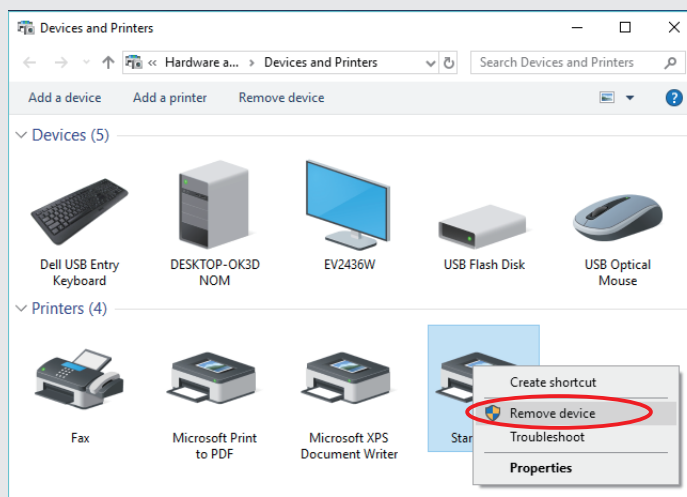 Devices and Printers
Hardware a... > Devices and Printers
Search Devices and Printers
Add a device Add a printer Remove device
Devices (5)
Dell USB Entry
Keyboard
DESKTOP-OK3D
NOM
EV2436W
USB Flash Disk
USB Optical
Mouse
Printers (4)
Fax
Microsoft Print
to PDF
Microsoft XPS
Document Writer
Create shortcut
Remove device
Troubleshoot
Properties